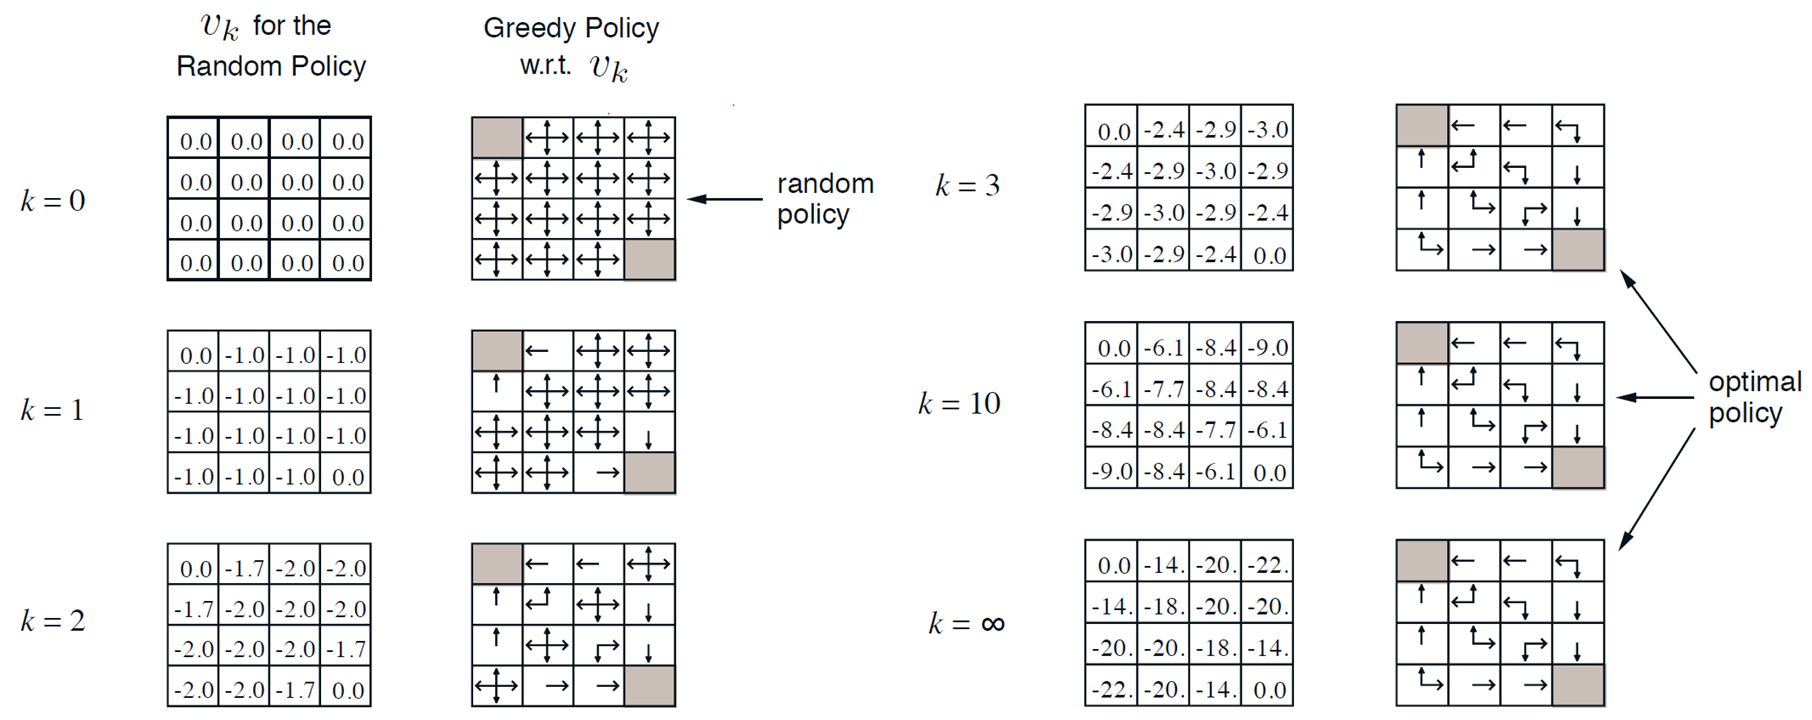 v_k for the
Random Policy
Greedy Policy
w.r.t. v_k
k = 0
0.0 0.0 0.0 0.0
0.0 0.0 0.0 0.0
0.0 0.0 0.0 0.0
0.0 0.0 0.0 0.0
random
policy
k = 1
0.0 -1.0 -1.0 -1.0
-1.0 -1.0 -1.0 -1.0
-1.0 -1.0 -1.0 -1.0
-1.0 -1.0 -1.0 0.0
k = 2
0.0 -1.7 -2.0 -2.0
-1.7 -2.0 -2.0 -2.0
-2.0 -2.0 -2.0 -1.7
-2.0 -2.0 -1.7 0.0
k = 3
0.0 -2.4 -2.9 -3.0
-2.4 -2.9 -3.0 -2.9
-2.9 -3.0 -2.9 -2.4
-3.0 -2.9 -2.4 0.0
k = 10
0.0 -6.1 -8.4 -9.0
-6.1 -7.7 -8.4 -8.4
-8.4 -8.4 -7.7 -6.1
-9.0 -8.4 -6.1 0.0
optimal
policy
k = ∞
0.0 -14. -20. -22.
-14. -18. -20. -20.
-20. -20. -18. -14.
-22. -20. -14. 0.0